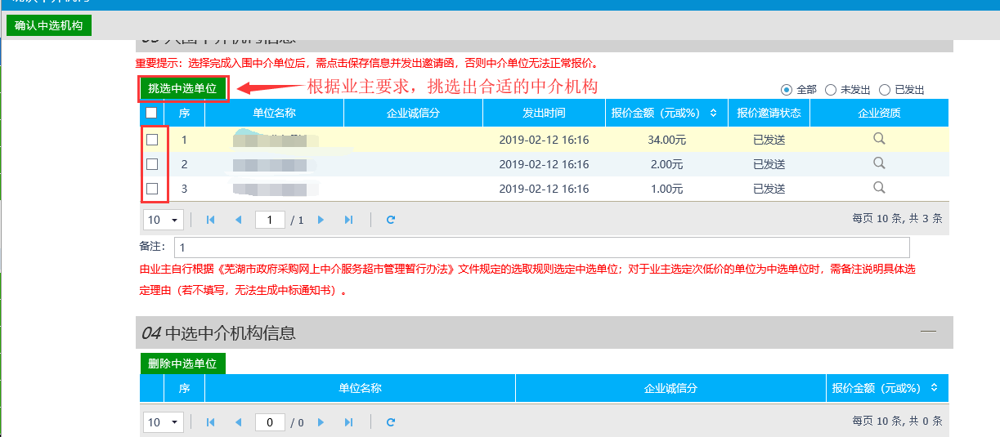 确认中选机构
重要提示：选择完成入围中介单位后，需点击保存信息并发出邀请函，否则中介单位无法正常报价。
挑选中选单位
根据业主要求，挑选出合适的中介机构
全部 未发出 已发出
序 单位名称 企业诚信分 发出时间 报价金额（元或%） 报价邀请状态 企业资质
1 2019-02-12 16:16 34.00元 已发送
2 2019-02-12 16:16 2.00元 已发送
3 2019-02-12 16:16 1.00元 已发送
10 1 / 1 每页 10 条, 共 3 条
备注： 1
由业主自行根据《芜湖市政府采购网上中介服务超市管理暂行办法》文件规定的选取规则选定中选单位；对于业主选定次低价的单位为中选单位时，需备注说明具体选
定理由（若不填写，无法生成中标通知书）。
04 中选中介机构信息
删除中选单位
序 单位名称 企业诚信分 报价金额（元或%）
10 0 / 0 每页 10 条, 共 0 条